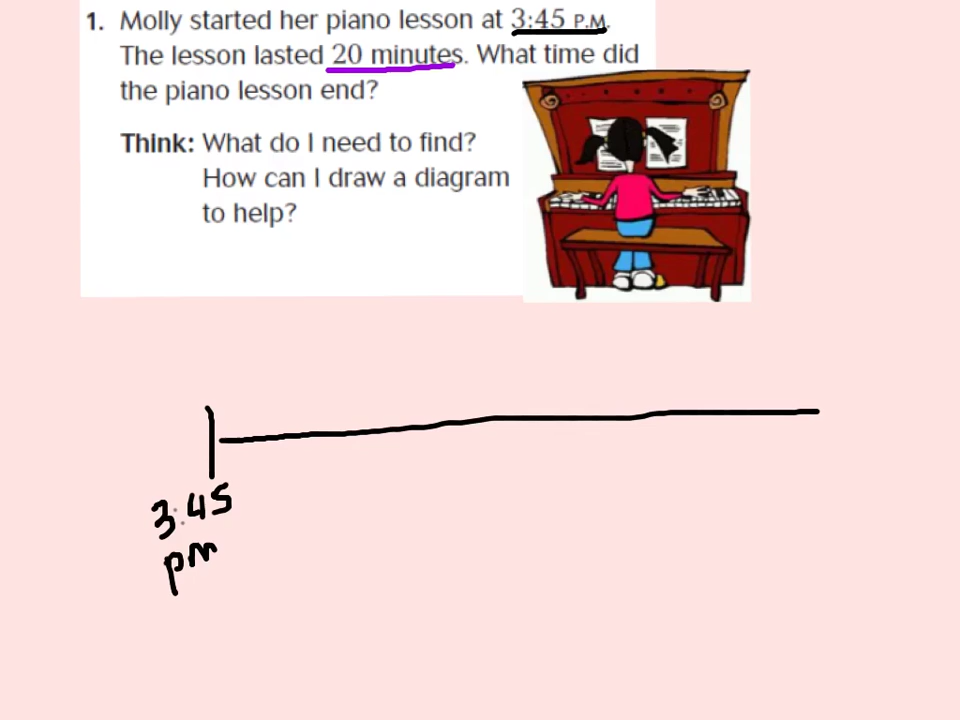 1. Molly started her piano lesson at 3:45 P.M.
The lesson lasted 20 minutes. What time did
the piano lesson end?
Think: What do I need to find?
How can I draw a diagram
to help?
3:45
pm